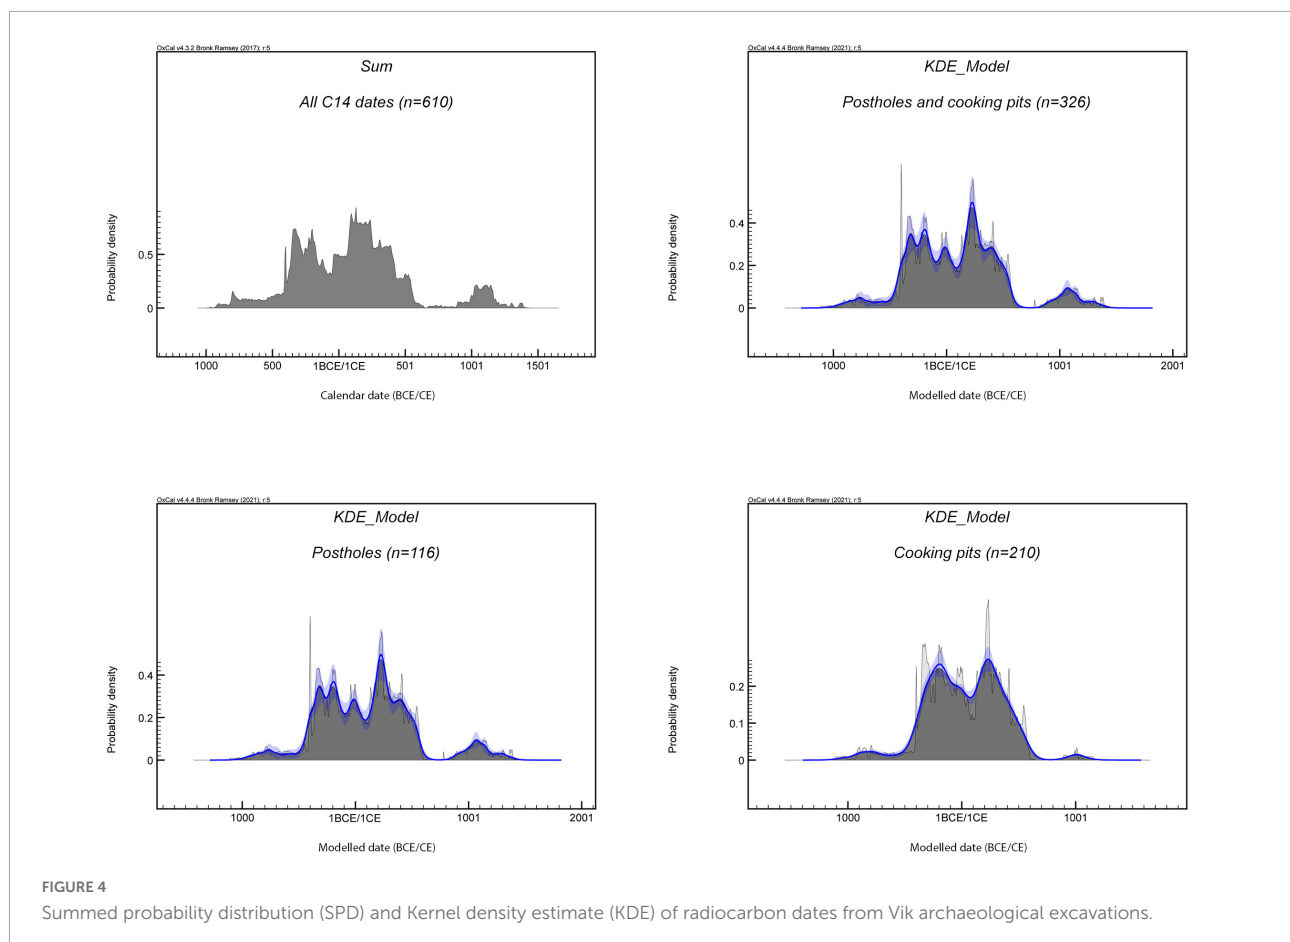 OxCal v4.3.2 Bronk Ramsey (2017); r:5
Sum
All C14 dates (n=610)
Probability density
0.5
0
1000 500 1BCE/1CE 501 1001 1501
Calendar date (BCE/CE)
OxCal v4.4.4 Bronk Ramsey (2021); r:5
KDE_Model
Postholes and cooking pits (n=326)
Probability density
0.4
0.2
0
1000 1BCE/1CE 1001 2001
Modelled date (BCE/CE)
OxCal v4.4.4 Bronk Ramsey (2021); r:5
KDE_Model
Postholes (n=116)
Probability density
0.4
0.2
0
1000 1BCE/1CE 1001 2001
Modelled date (BCE/CE)
OxCal v4.4.4 Bronk Ramsey (2021); r:5
KDE_Model
Cooking pits (n=210)
Probability density
0.2
0.1
0
1000 1BCE/1CE 1001
Modelled date (BCE/CE)
FIGURE 4
Summed probability distribution (SPD) and Kernel density estimate (KDE) of radiocarbon dates from Vik archaeological excavations.